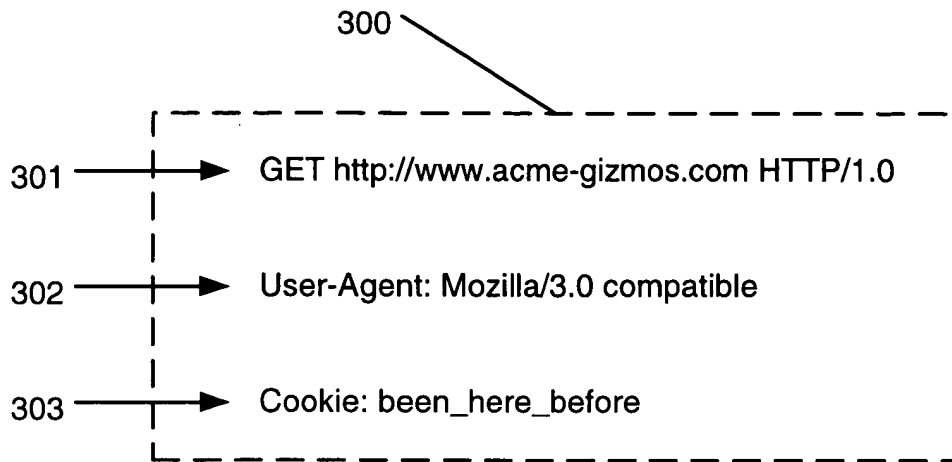 300
301 GET http://www.acme-gizmos.com HTTP/1.0
302 User-Agent: Mozilla/3.0 compatible
303 Cookie: been_here_before